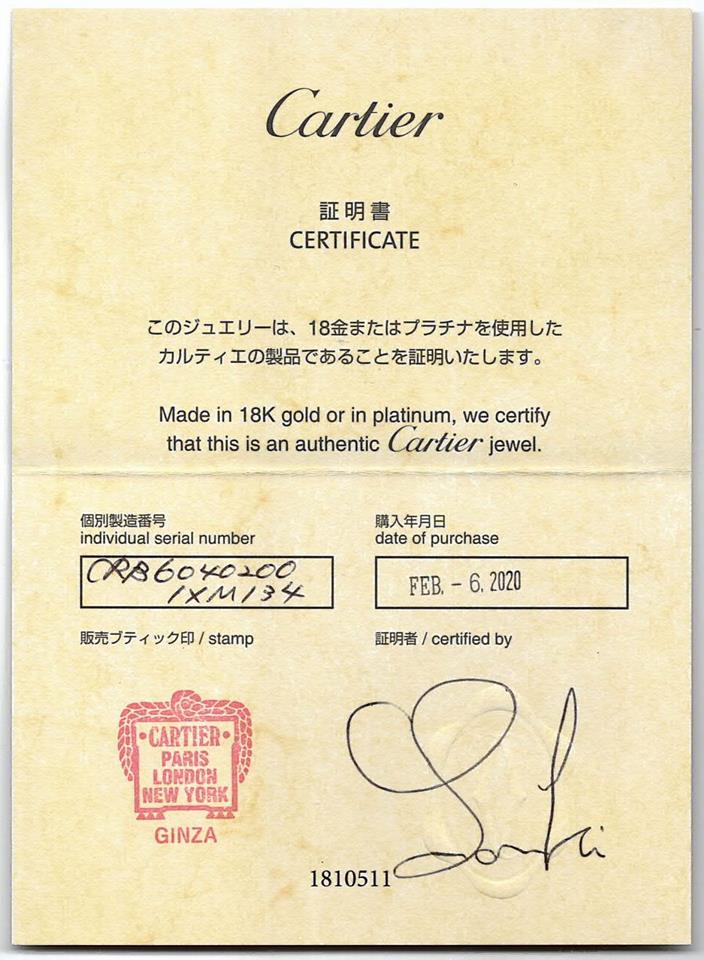 Cartier
証明書
CERTIFICATE
このジュエリーは、18金またはプラチナを使用した
カルティエの製品であることを証明いたします。
Made in 18K gold or in platinum, we certify
that this is an authentic Cartier jewel.
個別製造番号
individual serial number
CRB6040200
IXM134
購入年月日
date of purchase
FEB. - 6. 2020
販売ブティック印 / stamp
証明者 / certified by
CARTIER
PARIS
LONDON
NEW YORK
GINZA
1810511